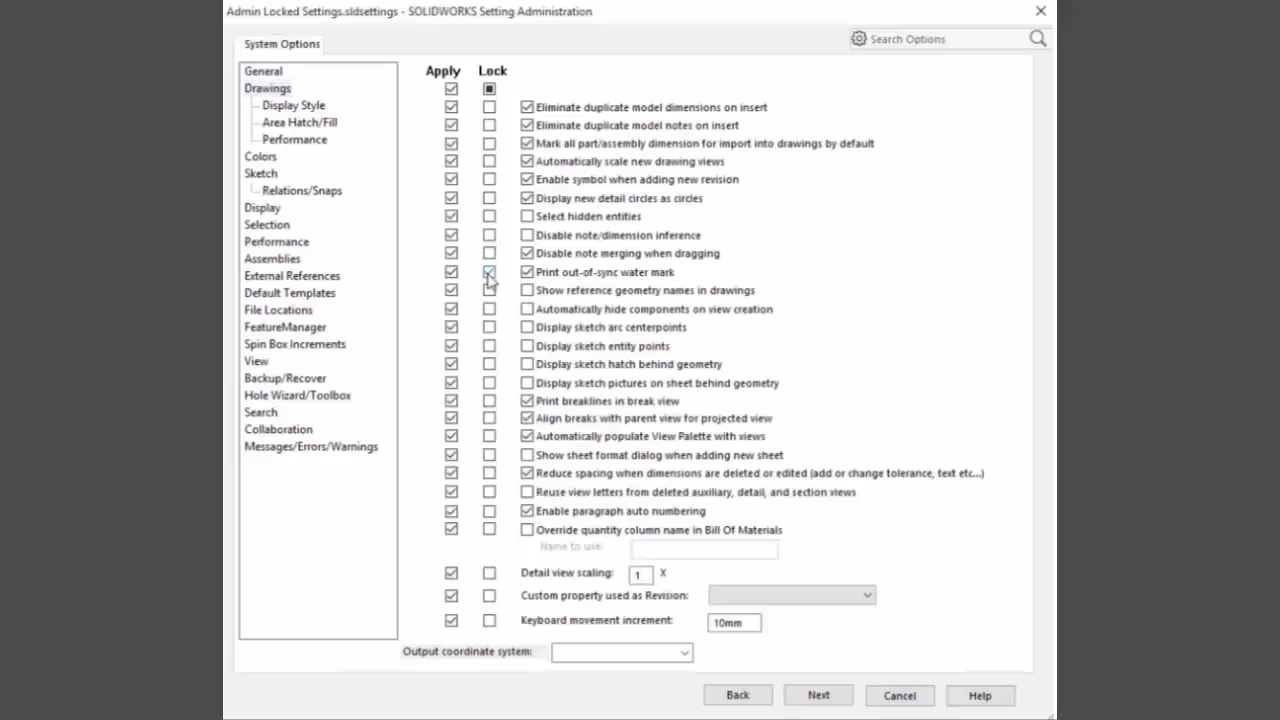 Admin Locked Settings.sldsettings - SOLIDWORKS Setting Administration
System Options
Search Options
General
Drawings
Display Style
Area Hatch/Fill
Performance
Colors
Sketch
Relations/Snaps
Display
Selection
Performance
Assemblies
External References
Default Templates
File Locations
FeatureManager
Spin Box Increments
View
Backup/Recover
Hole Wizard/Toolbox
Search
Collaboration
Messages/Errors/Warnings
Apply Lock
Eliminate duplicate model dimensions on insert
Eliminate duplicate model notes on insert
Mark all part/assembly dimension for import into drawings by default
Automatically scale new drawing views
Enable symbol when adding new revision
Display new detail circles as circles
Select hidden entities
Disable note/dimension inference
Disable note merging when dragging
Print out-of-sync water mark
Show reference geometry names in drawings
Automatically hide components on view creation
Display sketch arc centerpoints
Display sketch entity points
Display sketch hatch behind geometry
Display sketch pictures on sheet behind geometry
Print breaklines in break view
Align breaks with parent view for projected view
Automatically populate View Palette with views
Show sheet format dialog when adding new sheet
Reduce spacing when dimensions are deleted or edited (add or change tolerance, text etc...)
Reuse view letters from deleted auxiliary, detail, and section views
Enable paragraph auto numbering
Override quantity column name in Bill Of Materials
Name to use:
Detail view scaling: 1 X
Custom property used as Revision:
Keyboard movement increment: 10mm
Output coordinate system:
Back Next Cancel Help